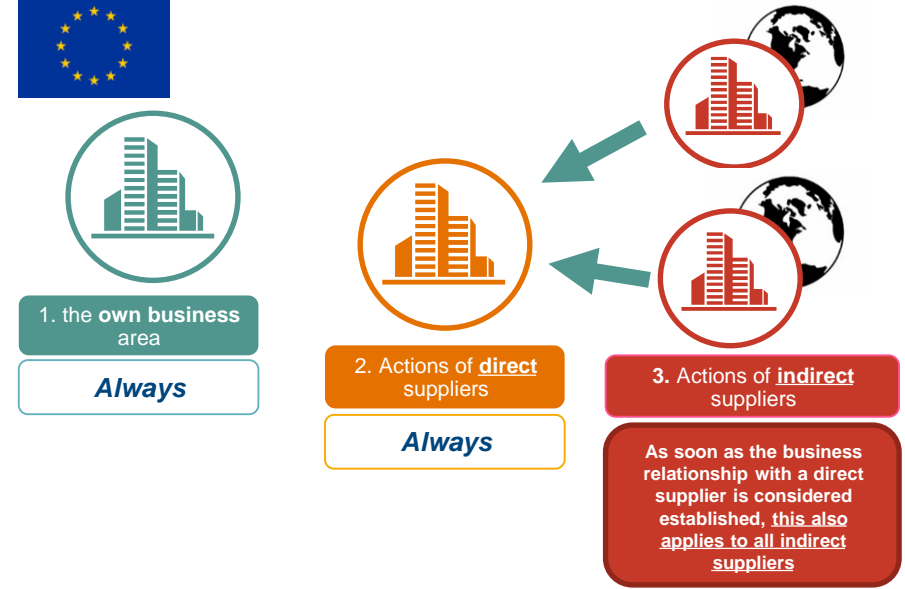 1. the own business
area
Always
2. Actions of direct
suppliers
Always
3. Actions of indirect
suppliers
As soon as the business
relationship with a direct
supplier is considered
established, this also
applies to all indirect
suppliers